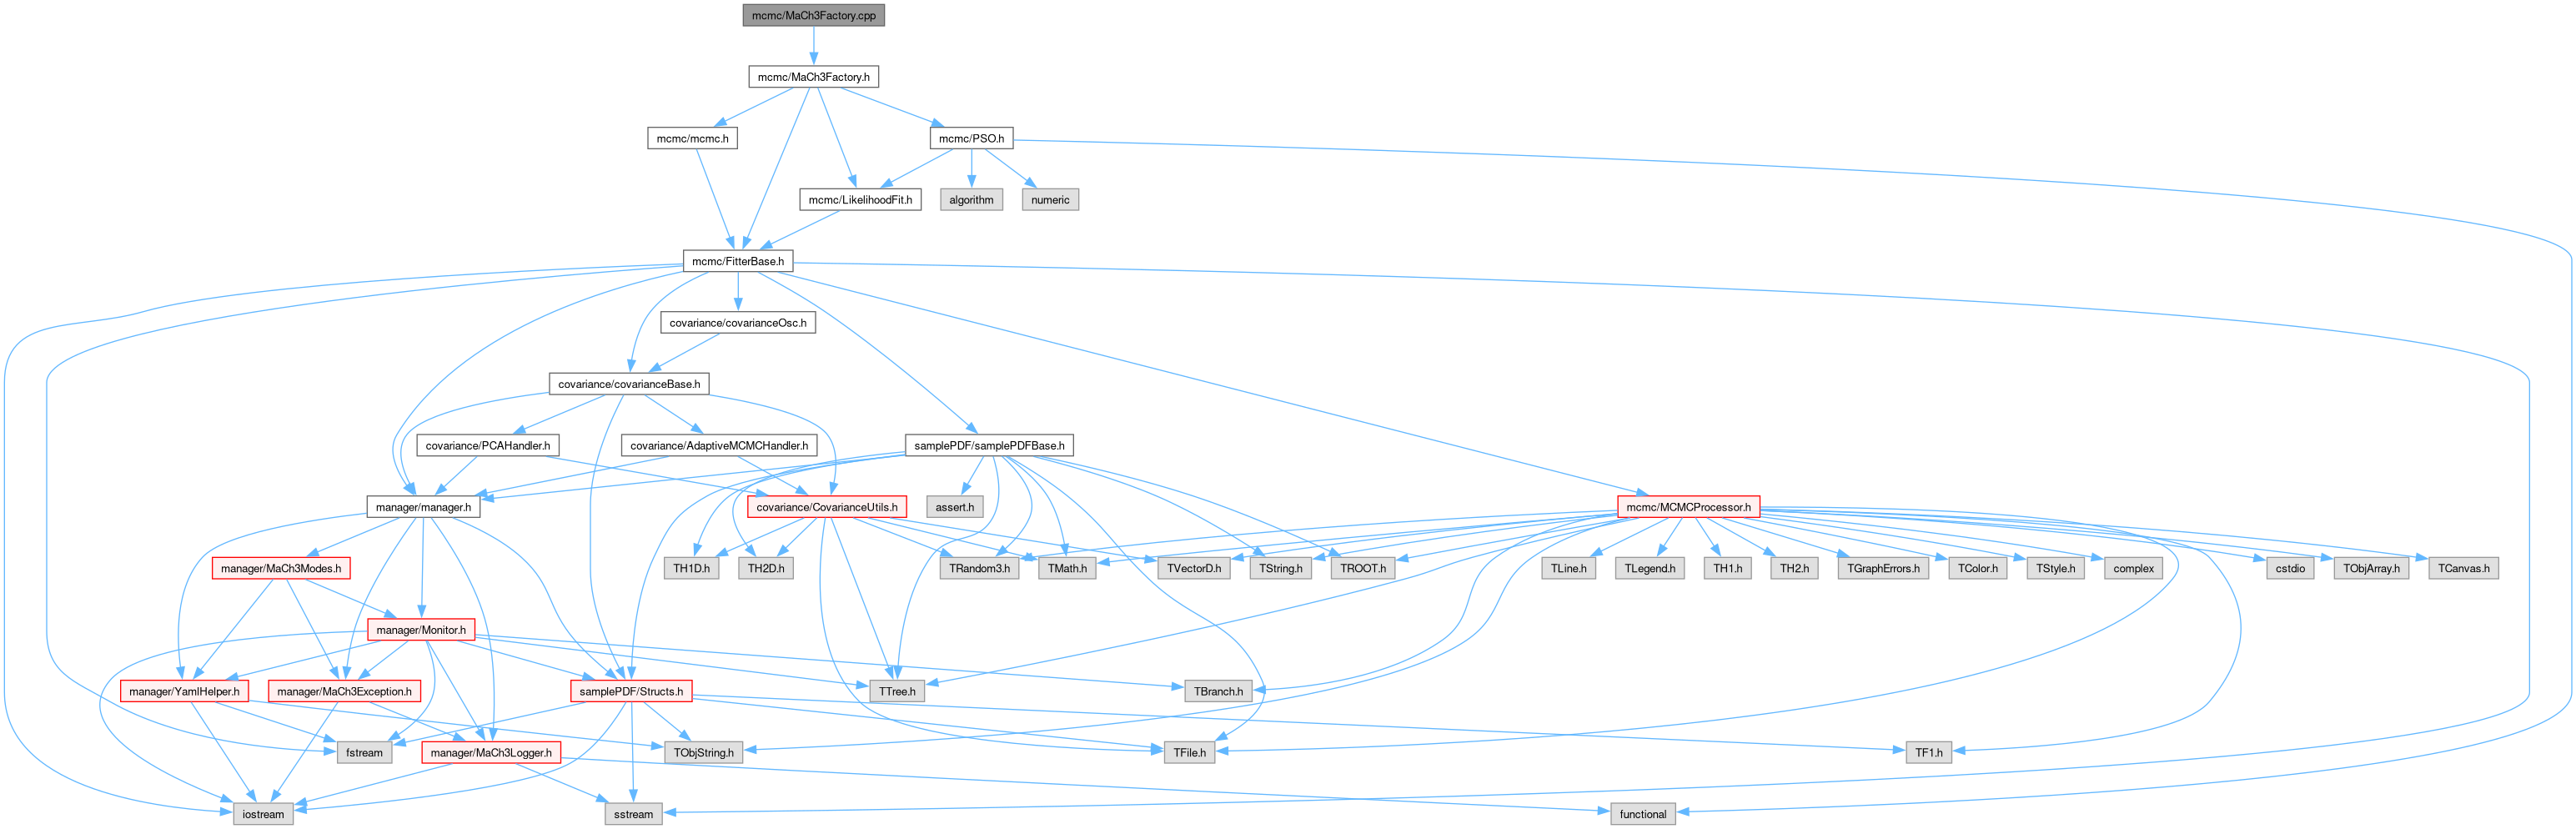 mcmc/MaCh3Factory.cpp
mcmc/MaCh3Factory.h
mcmc/mcmc.h
mcmc/PSO.h
mcmc/LikelihoodFit.h
algorithm
numeric
mcmc/FitterBase.h
covariance/covarianceOsc.h
covariance/covarianceBase.h
covariance/PCAHandler.h
covariance/AdaptiveMCMCHandler.h
samplePDF/samplePDFBase.h
manager/manager.h
covariance/CovarianceUtils.h
assert.h
mcmc/MCMCProcessor.h
manager/MaCh3Modes.h
TH1D.h
TH2D.h
TRandom3.h
TMath.h
TVectorD.h
TString.h
TROOT.h
TLine.h
TLegend.h
TH1.h
TH2.h
TGraphErrors.h
TColor.h
TStyle.h
complex
cstdio
TObjArray.h
TCanvas.h
manager/Monitor.h
manager/YamlHelper.h
manager/MaCh3Exception.h
samplePDF/Structs.h
TTree.h
TBranch.h
fstream
manager/MaCh3Logger.h
TObjString.h
TFile.h
TF1.h
iostream
sstream
functional